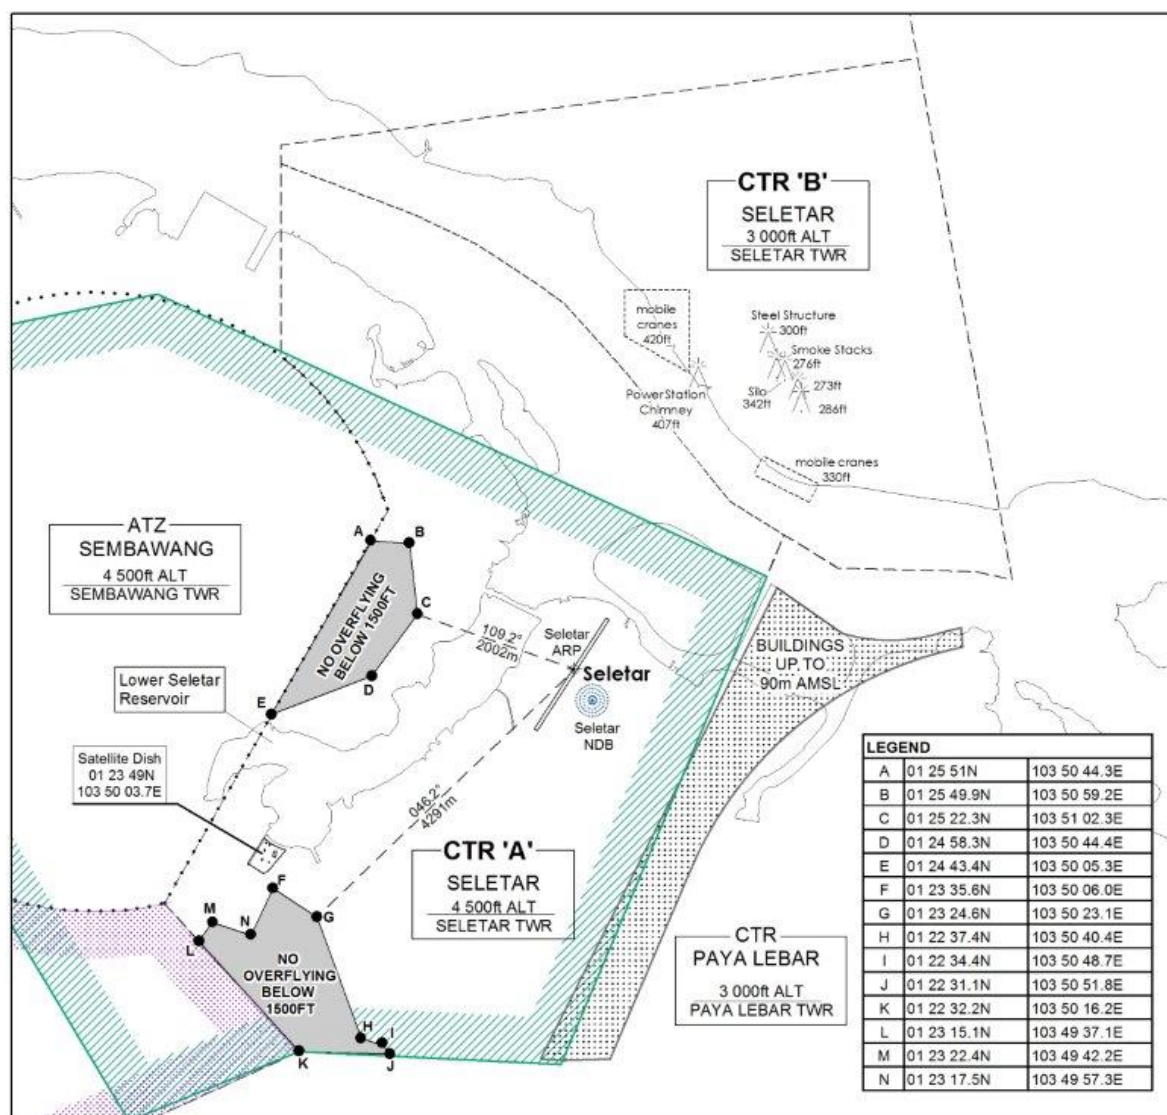 CTR 'B'
SELETAR
3 000ft ALT
SELETAR TWR
mobile
cranes
420ft
Steel Structure
300ft
Smoke Stacks
276ft
Silo
342ft
273ft
286ft
Power Station
Chimney
407ft
mobile cranes
330ft
ATZ
SEMBAWANG
4 500ft ALT
SEMBAWANG TWR
A
B
C
D
E
NO OVERFLYING
BELOW 1500FT
109.2°
2002m
Seletar
ARP
Seletar
Seletar
NDB
BUILDINGS
UP TO
90m AMSL
Lower Seletar
Reservoir
Satellite Dish
01 23 49N
103 50 03.7E
046.2°
4291m
CTR 'A'
SELETAR
4 500ft ALT
SELETAR TWR
F
G
M
N
L
NO
OVERFLYING
BELOW
1500FT
H
I
J
K
CTR
PAYA LEBAR
3 000ft ALT
PAYA LEBAR TWR
LEGEND
A 01 25 51N 103 50 44.3E
B 01 25 49.9N 103 50 59.2E
C 01 25 22.3N 103 51 02.3E
D 01 24 58.3N 103 50 44.4E
E 01 24 43.4N 103 50 05.3E
F 01 23 35.6N 103 50 06.0E
G 01 23 24.6N 103 50 23.1E
H 01 22 37.4N 103 50 40.4E
I 01 22 34.4N 103 50 48.7E
J 01 22 31.1N 103 50 51.8E
K 01 22 32.2N 103 50 16.2E
L 01 23 15.1N 103 49 37.1E
M 01 23 22.4N 103 49 42.2E
N 01 23 17.5N 103 49 57.3E